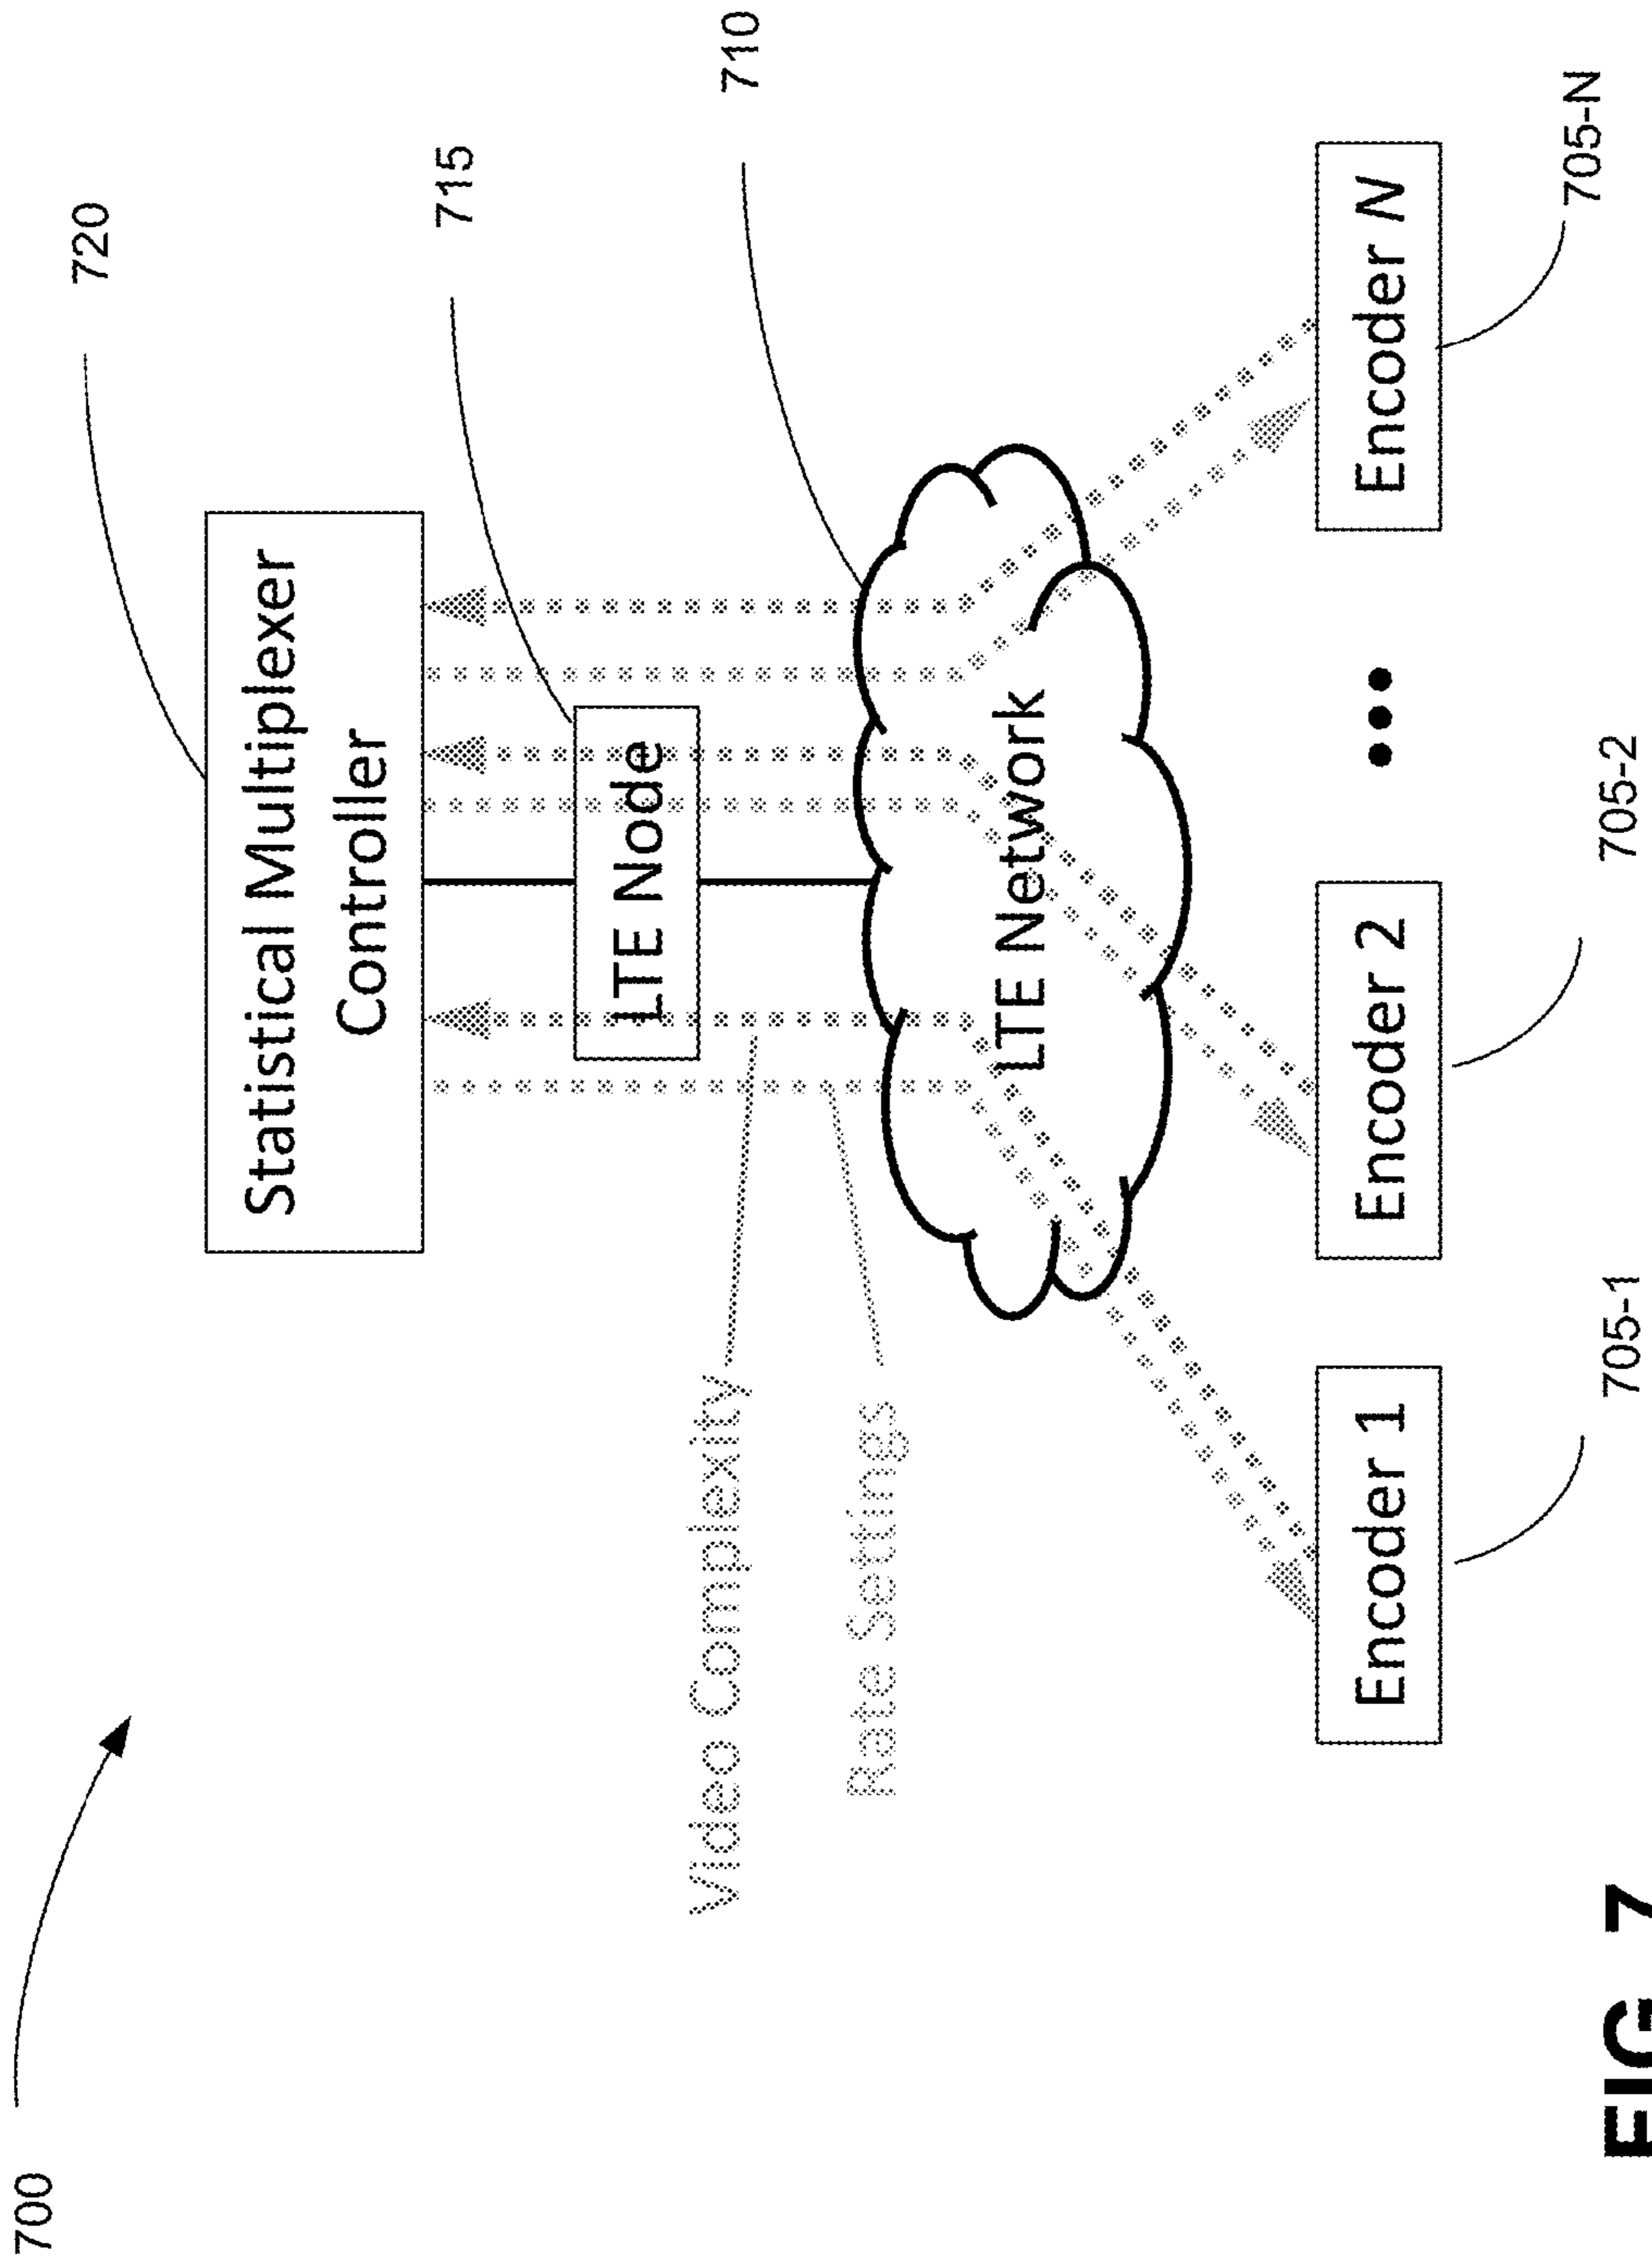 700
720
Statistical Multiplexer
Controller
715
LTE Node
710
Video Complexity
Rate Settings
LTE Network
Encoder 1
Encoder 2
Encoder N
705-1
705-2
705-N
FIG. 7